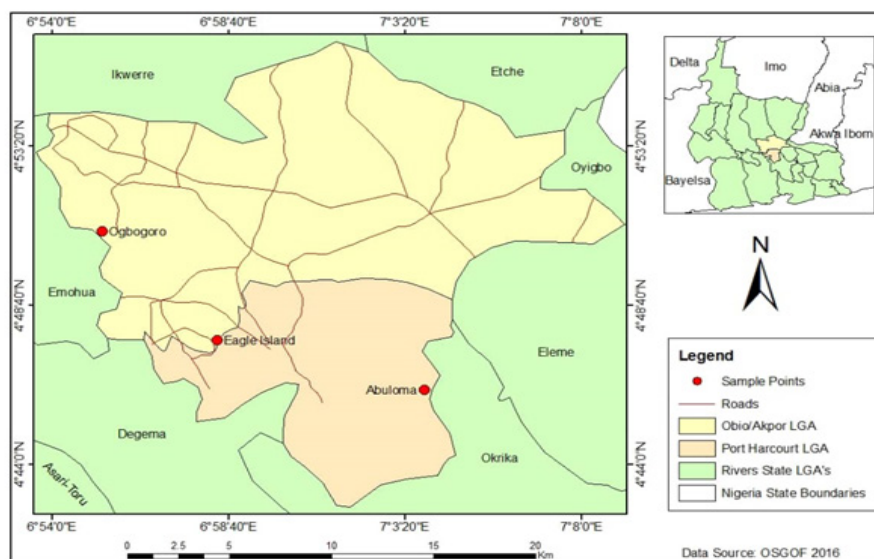 6°54'0"E 6°58'40"E 7°3'20"E 7°8'0"E
Ikwerre
Etche
Oyigbo
Ogbogoro
Emohua
Eagle Island
Abuloma
Eleme
Degema
Okrika
Asari-Toru
4°53'20"N
4°48'40"N
4°44'0"N
4°53'20"N
4°48'40"N
4°44'0"N
6°54'0"E 6°58'40"E 7°3'20"E 7°8'0"E
0 2.5 5 10 15 20
Km
Delta
Imo
Abia
Akwa Ibom
Bayelsa
N
Legend
Sample Points
Roads
Obio/Akpor LGA
Port Harcourt LGA
Rivers State LGA's
Nigeria State Boundaries
Data Source: OSGOF 2016